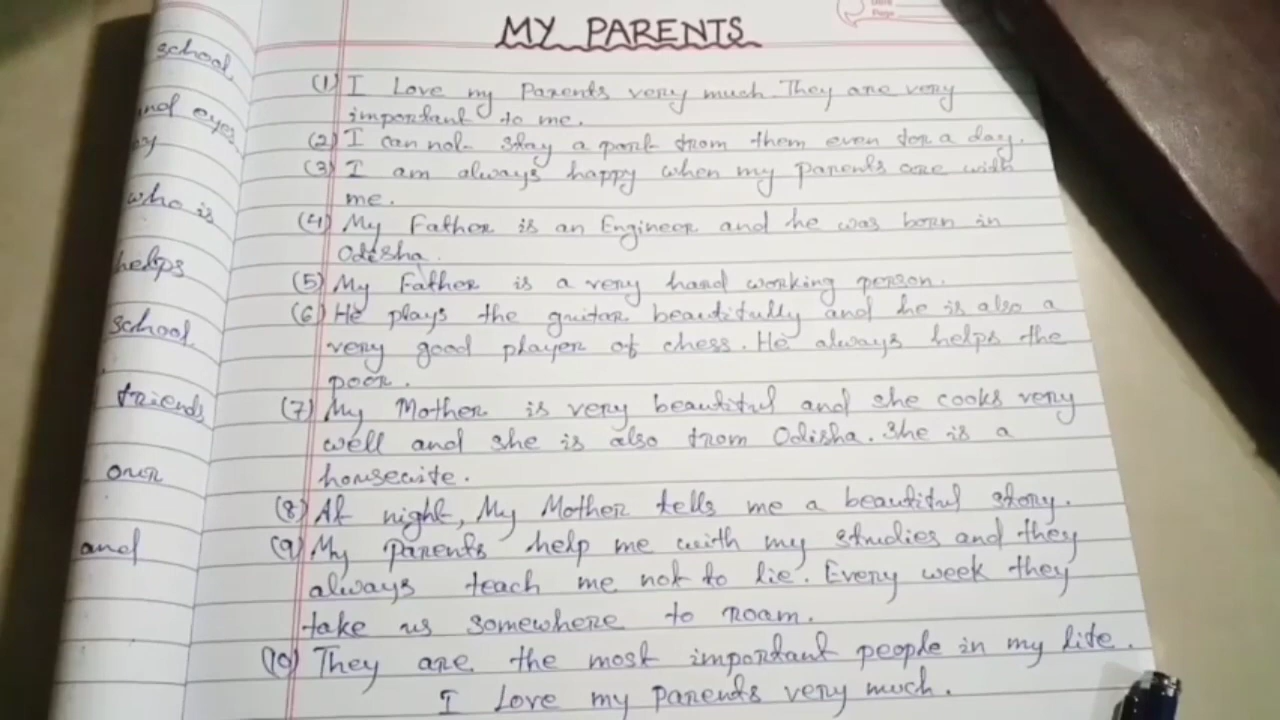 MY PARENTS
school
and eyes
who is
helps
school
friends
our
and
(1) I Love my Parents very much. They are very
important to me.
(2) I can not stay a part from them even for a day.
(3) I am always happy when my parents are with
me.
(4) My Father is an Engineer and he was born in
Odisha.
(5) My Father is a very hard working person.
(6) He plays the guitar beautifully and he is also a
very good player of chess. He always helps the
poor.
(7) My Mother is very beautiful and she cooks very
well and she is also from Odisha. She is a
housewife.
(8) At night, My Mother tells me a beautiful story.
(9) My parents help me with my studies and they
always teach me not to lie. Every week they
take us somewhere to roam.
(10) They are the most important people in my life.
I Love my parents very much.